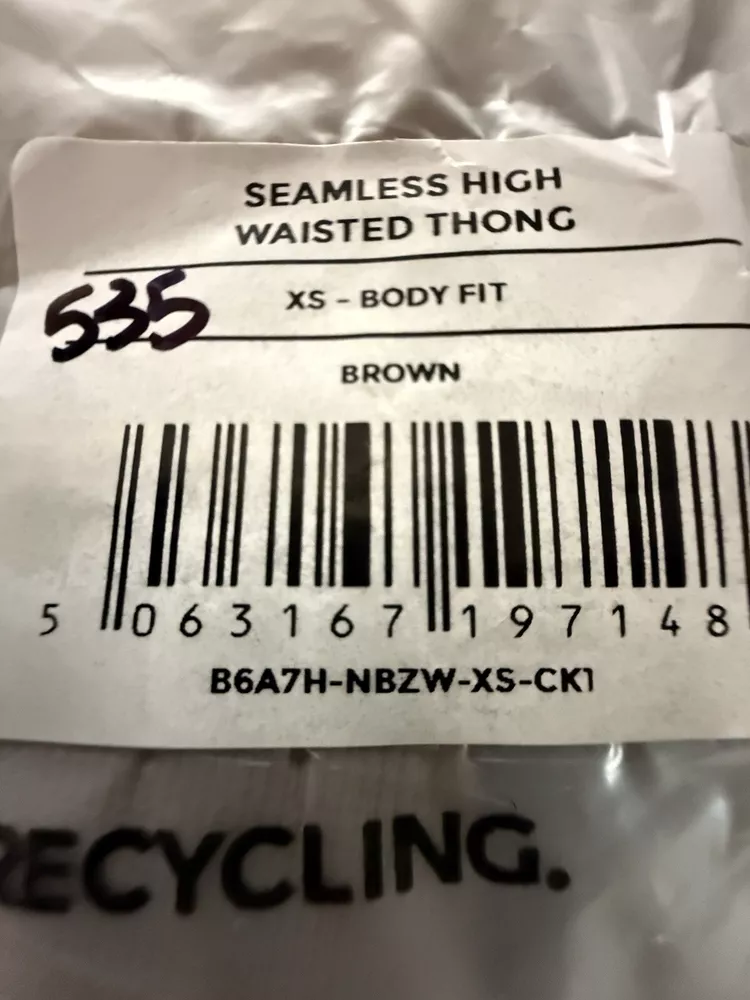 SEAMLESS HIGH
WAISTED THONG
535
XS - BODY FIT
BROWN
5 063167 197148
B6A7H-NBZW-XS-CK1
RECYCLING.